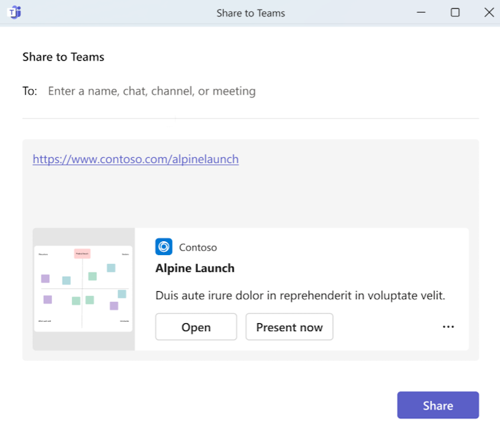 Share to Teams
Share to Teams
To: Enter a name, chat, channel, or meeting
https://www.contoso.com/alpinelaunch
Contoso
Alpine Launch
Duis aute irure dolor in reprehenderit in voluptate velit.
Open Present now
Share